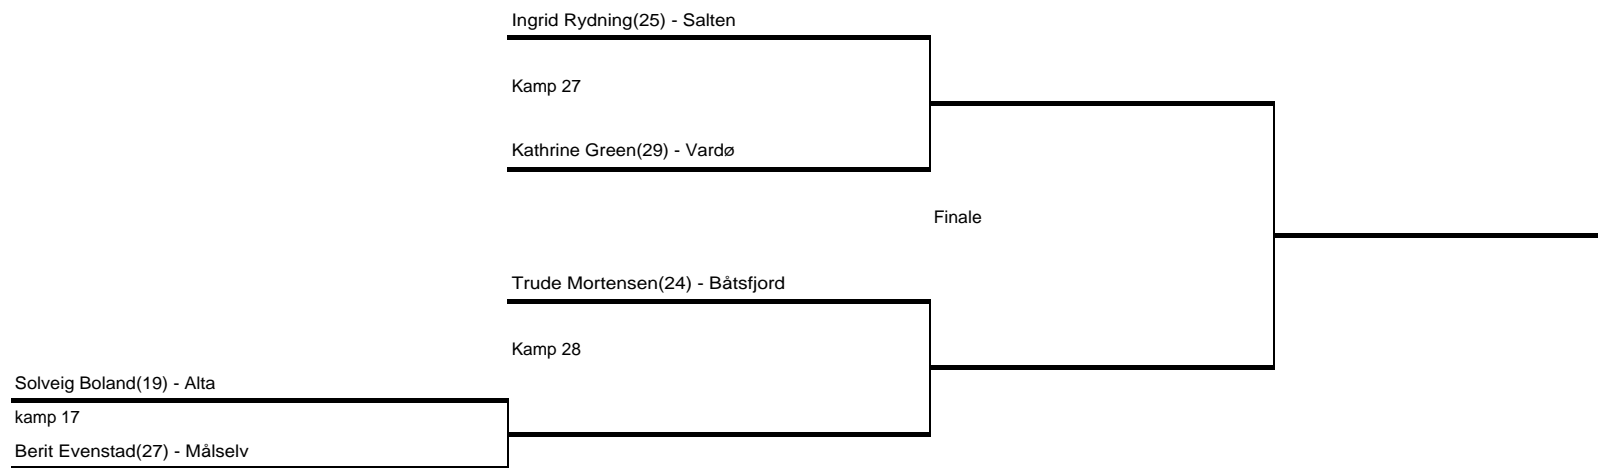 Ingrid Rydning(25) - Salten
Kamp 27
Kathrine Green(29) - Vardø
Finale
Trude Mortensen(24) - Båtsfjord
Kamp 28
Solveig Boland(19) - Alta
kamp 17
Berit Evenstad(27) - Målselv